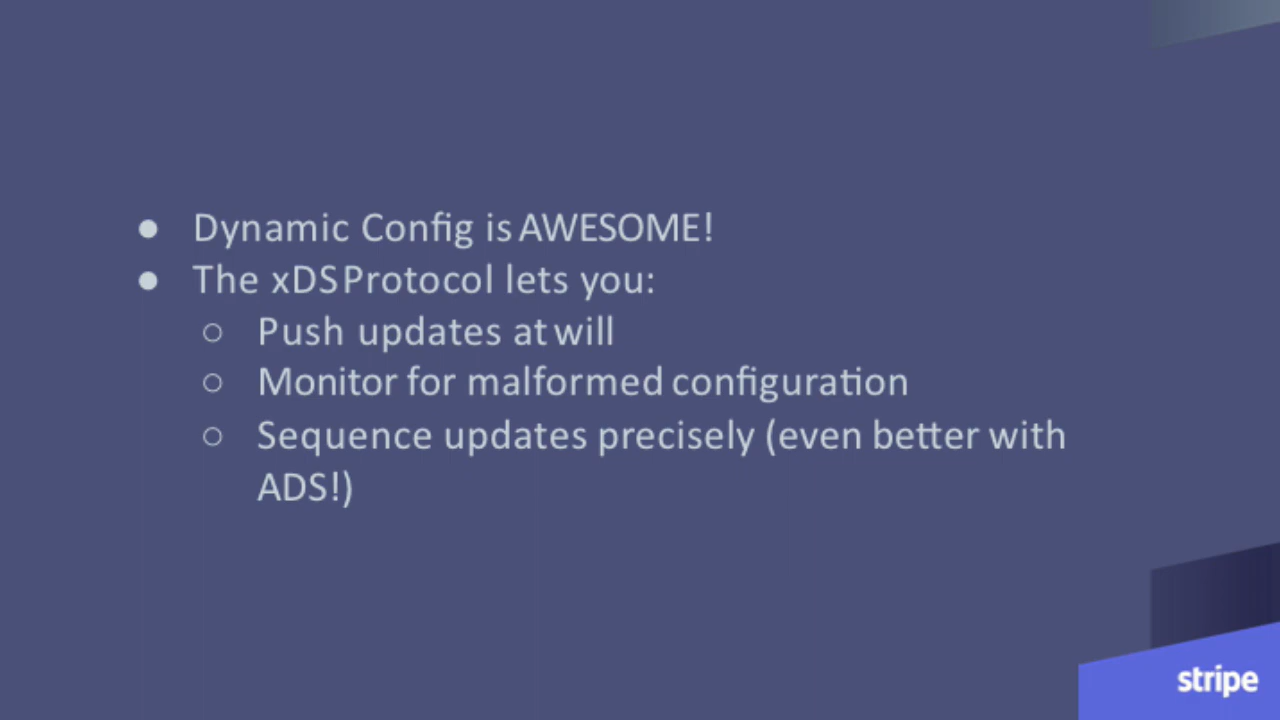 ● Dynamic Config is AWESOME!
● The xDS Protocol lets you:
○ Push updates at will
○ Monitor for malformed configuration
○ Sequence updates precisely (even better with
ADS!)
stripe